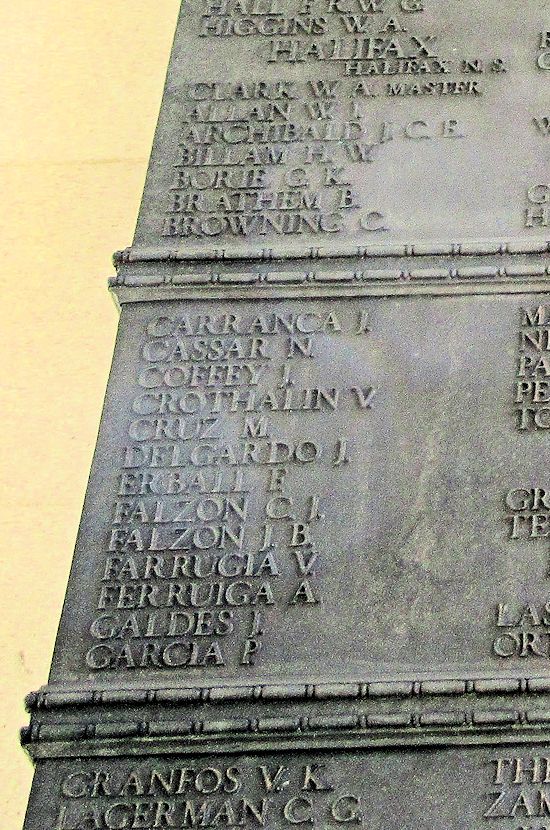 HALL F. R. W. G.
HIGGINS W. A.
HALIFAX
HALIFAX N. S.
CLARK W. A. MASTER
ALLAN W. J.
ARCHIBALD J. C. E.
BILLAM H. W.
BORIE G. K.
BRATHEM B.
BROWNING C.
CARRANCA J.
CASSAR N.
COFFEY J.
CROTHALIN V.
CRUZ M.
DELGARDO J.
ERBALL F.
FALZON C. J.
FALZON J. B.
FARRUGIA V.
FERRUIGA A.
GALDES J.
GARCIA P.
GRANFOS V. K.
LAGERMAN C. G.